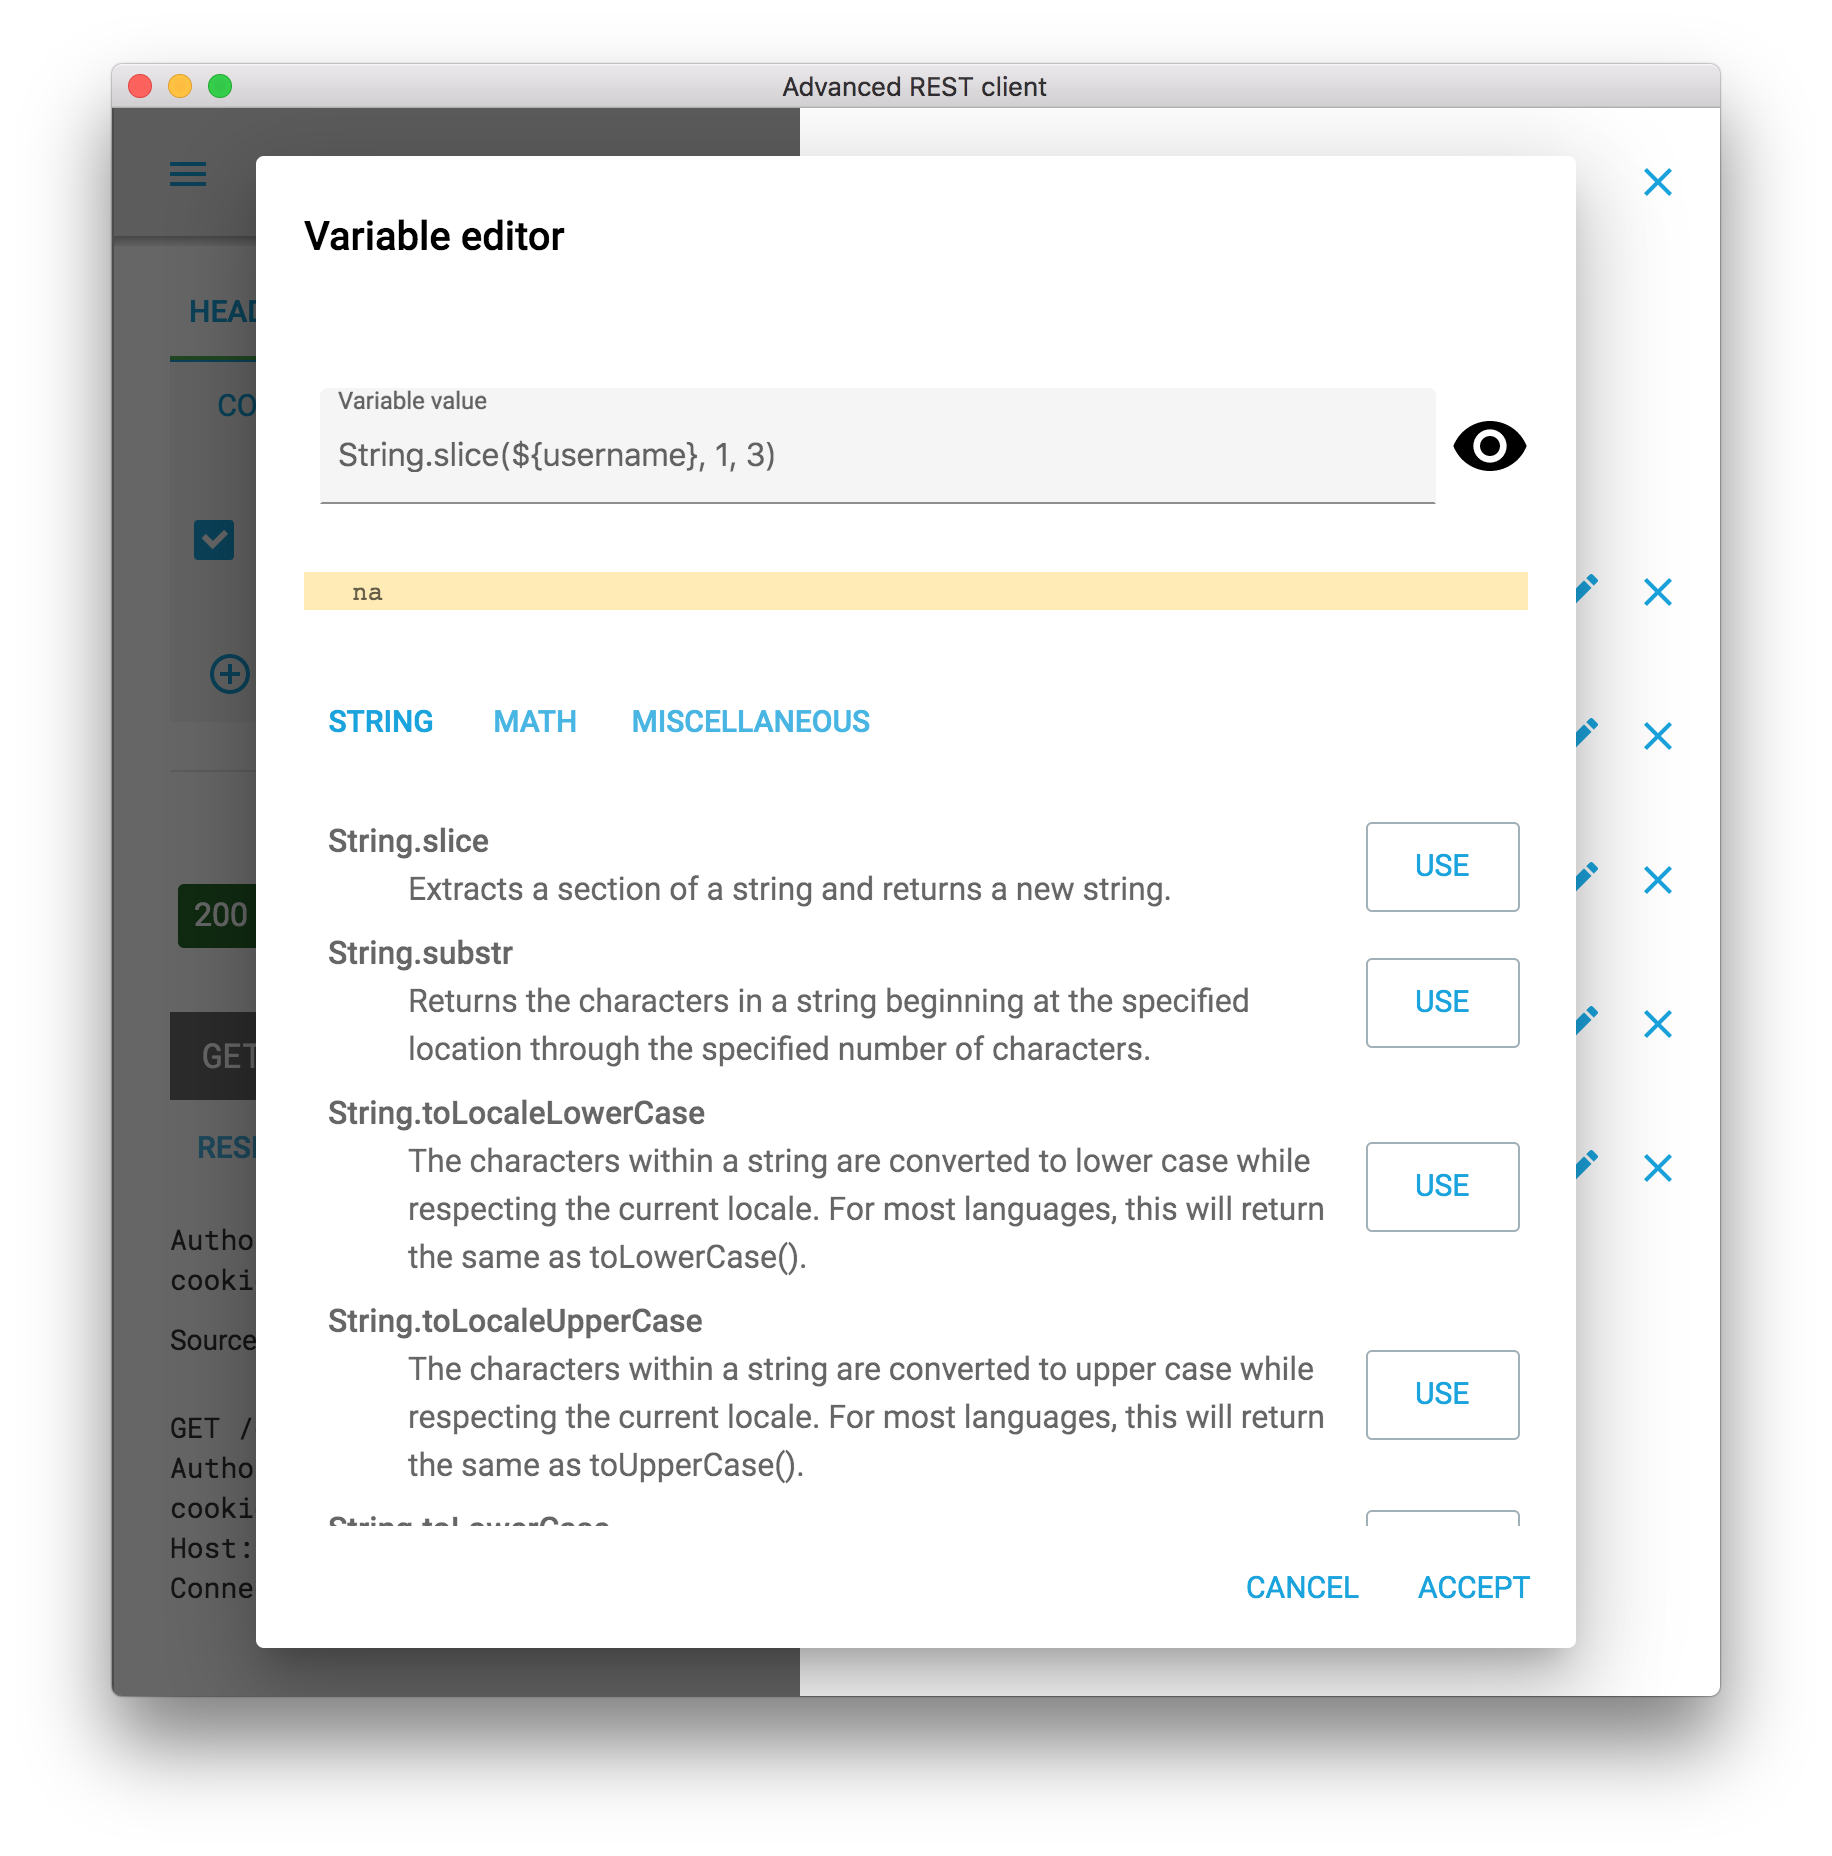 Advanced REST client
Variable editor
HEAD
Variable value
CO
String.slice(${username}, 1, 3)
na
STRING MATH MISCELLANEOUS
String.slice
USE
Extracts a section of a string and returns a new string.
200
String.substr
USE
Returns the characters in a string beginning at the specified
location through the specified number of characters.
GET
String.toLocaleLowerCase
RES
The characters within a string are converted to lower case while
USE
respecting the current locale. For most languages, this will return
the same as toLowerCase().
Autho
cooki
String.toLocaleUpperCase
Source
The characters within a string are converted to upper case while
USE
respecting the current locale. For most languages, this will return
the same as toUpperCase().
GET /
Autho
cooki
String.toLowerCase
Host:
Conne
CANCEL ACCEPT